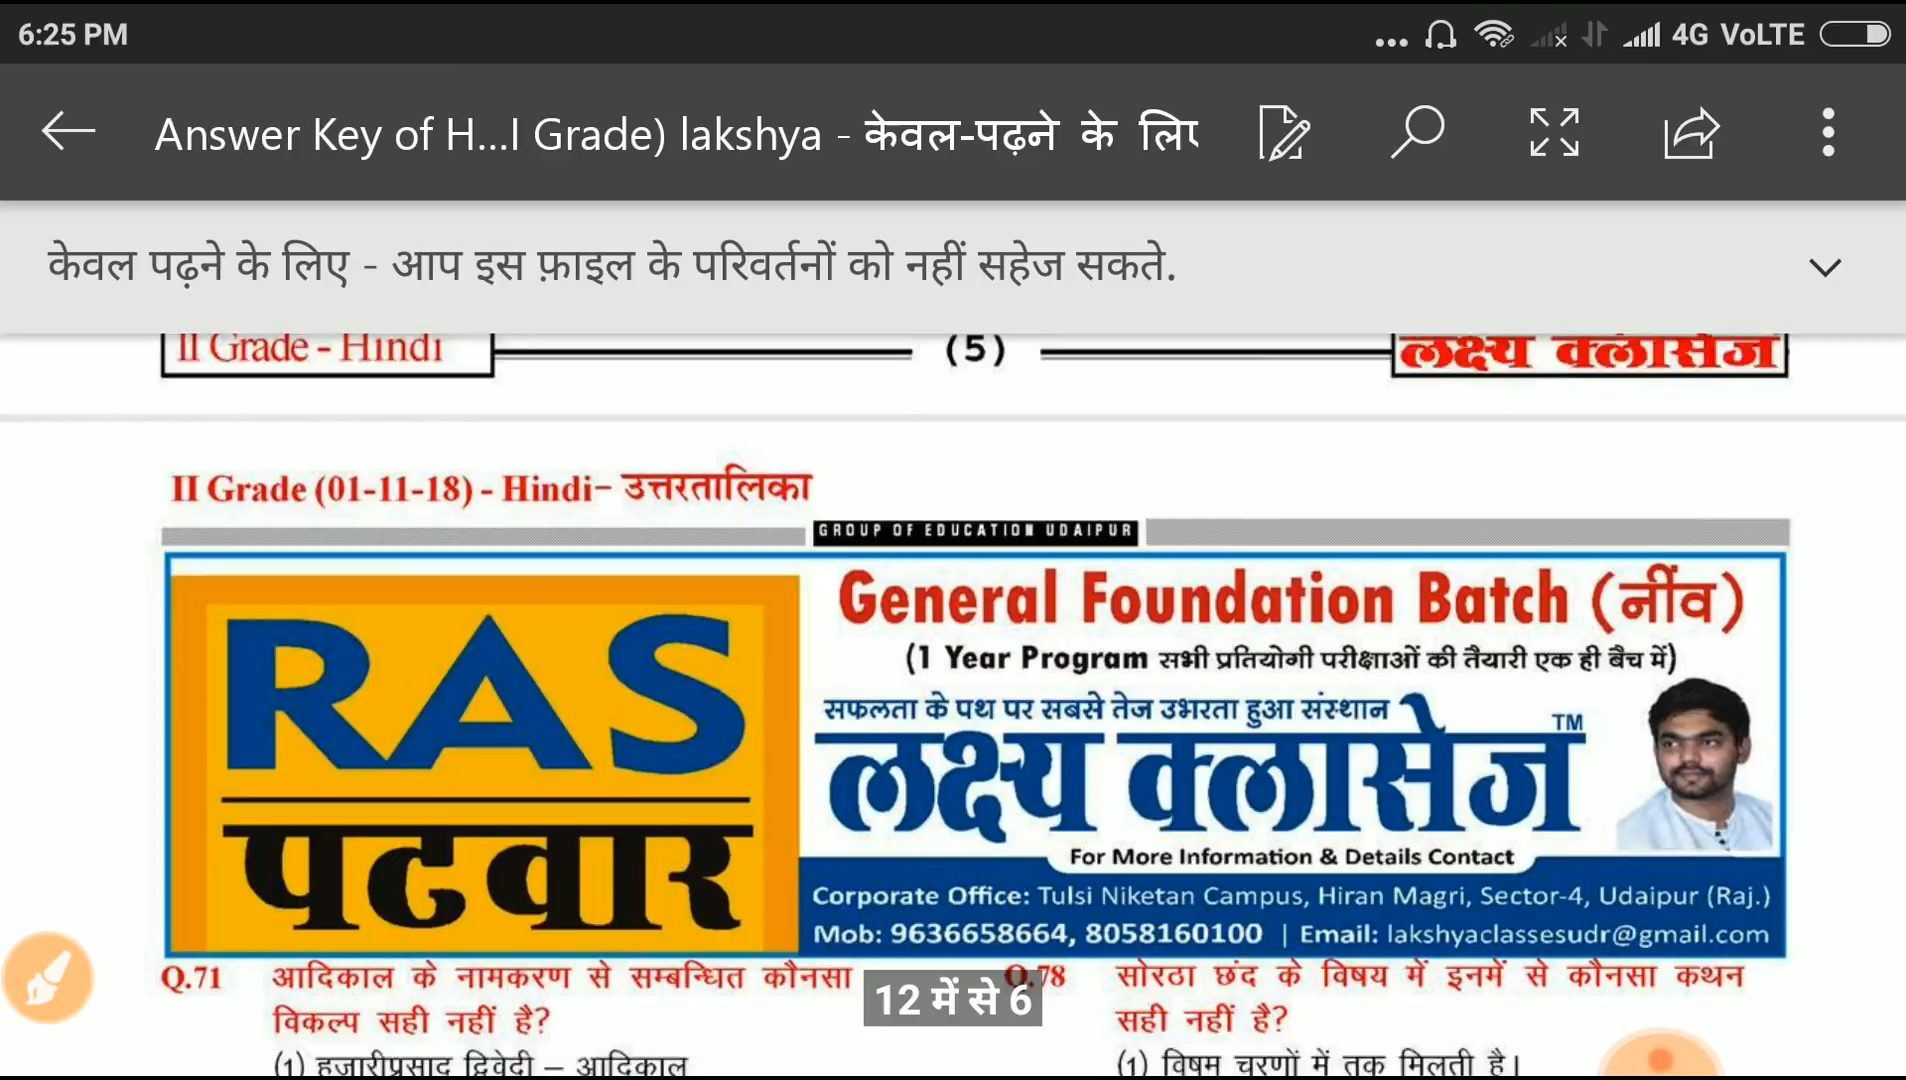 6:25 PM
4G VoLTE
Answer Key of H...I Grade) lakshya - केवल-पढ़ने के लिए
केवल पढ़ने के लिए - आप इस फ़ाइल के परिवर्तनों को नहीं सहेज सकते.
II Grade - Hindi
(5)
लक्ष्य क्लासेज
II Grade (01-11-18) - Hindi- उत्तरतालिका
GROUP OF EDUCATION UDAIPUR
RAS
पटवार
General Foundation Batch (नींव)
(1 Year Program सभी प्रतियोगी परीक्षाओं की तैयारी एक ही बैच में)
सफलता के पथ पर सबसे तेज उभरता हुआ संस्थान
लक्ष्य क्लासेज TM
For More Information & Details Contact
Corporate Office: Tulsi Niketan Campus, Hiran Magri, Sector-4, Udaipur (Raj.)
Mob: 9636658664, 8058160100 | Email: lakshyaclassesudr@gmail.com
Q.71 आदिकाल के नामकरण से सम्बन्धित कौनसा
विकल्प सही नहीं है?
(1) हजारीप्रसाद द्विवेदी – आदिकाल
12 में से 6
Q.78 सोरठा छंद के विषय में इनमें से कौनसा कथन
सही नहीं है?
(1) विषम चरणों में तुक मिलती है।